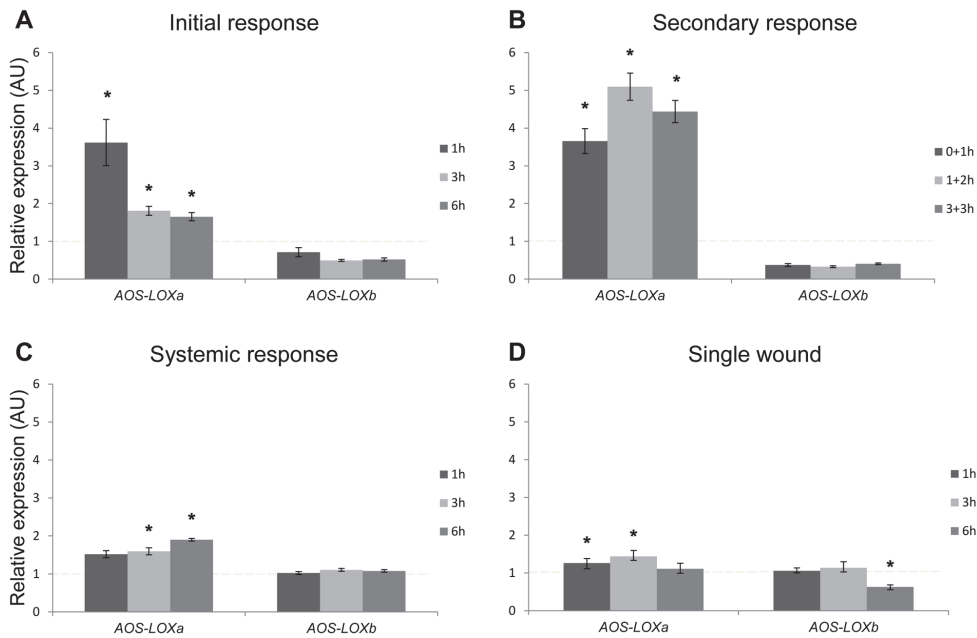 A Initial response
Relative expression (AU)
6
5
4
3
2
1
0
*
*
*
AOS-LOXa AOS-LOXb
1h
3h
6h
B Secondary response
6
5
4
3
2
1
0
*
*
*
AOS-LOXa AOS-LOXb
0+1h
1+2h
3+3h
C Systemic response
Relative expression (AU)
6
5
4
3
2
1
0
*
*
AOS-LOXa AOS-LOXb
1h
3h
6h
D Single wound
6
5
4
3
2
1
0
*
*
*
AOS-LOXa AOS-LOXb
1h
3h
6h